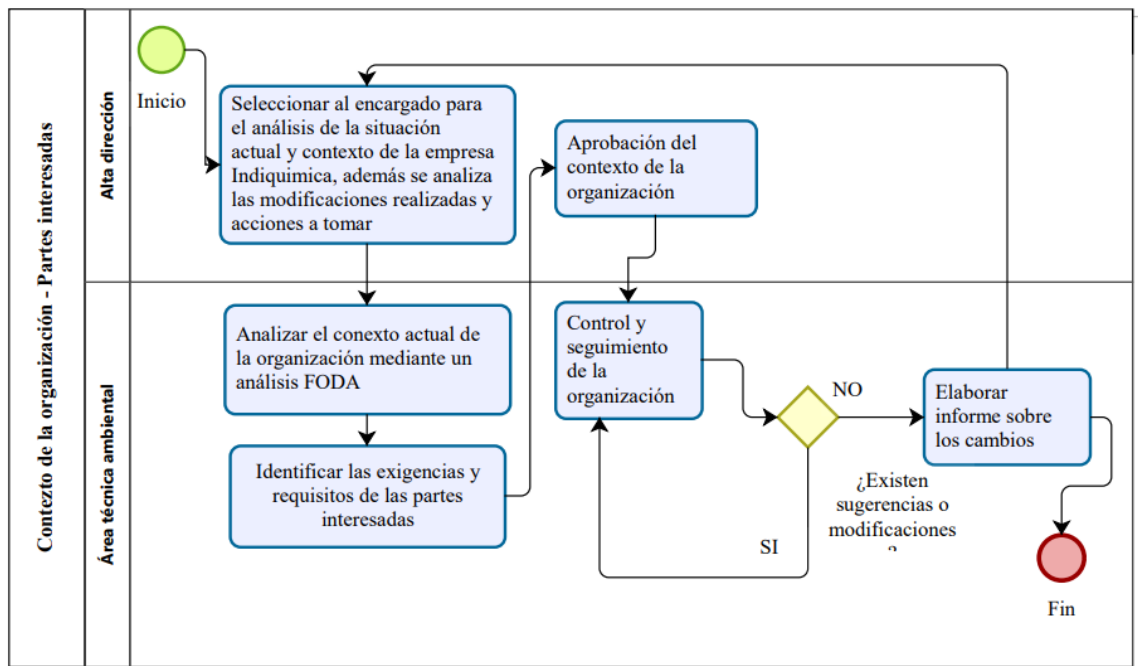 Contexto de la organización - Partes interesadas
Alta dirección
Inicio
Seleccionar al encargado para
el análisis de la situación
actual y contexto de la empresa
Indiquimica, además se analiza
las modificaciones realizadas y
acciones a tomar
Aprobación del
contexto de la
organización
Área técnica ambiental
Analizar el conexto actual de
la organización mediante un
análisis FODA
Identificar las exigencias y
requisitos de las partes
interesadas
Control y
seguimiento
de la
organización
NO
SI
¿Existen
sugerencias o
modificaciones
?
Elaborar
informe sobre
los cambios
Fin